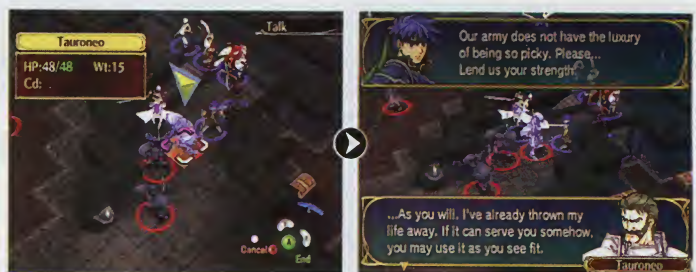 Talk
Tauroneo
HP:48/48 Wt:15
Cd:
Cancel
A
End
Our army does not have the luxury
of being so picky. Please...
Lend us your strength.
...As you will. I've already thrown my
life away. If it can serve you somehow,
you may use it as you see fit.
Tauroneo